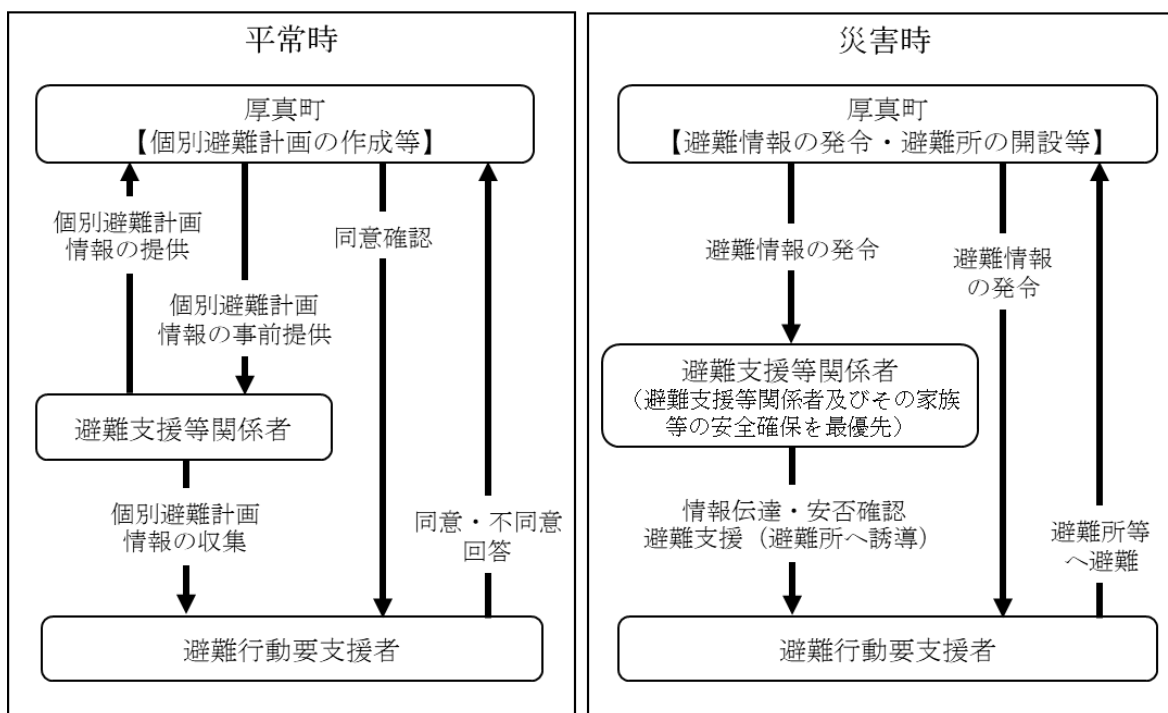 平常時
厚真町
【個別避難計画の作成等】
個別避難計画
情報の提供
同意確認
個別避難計画
情報の事前提供
避難支援等関係者
個別避難計画
情報の収集
同意・不同意
回答
避難行動要支援者
災害時
厚真町
【避難情報の発令・避難所の開設等】
避難情報の発令
避難情報
の発令
避難支援等関係者
（避難支援等関係者及びその家族
等の安全確保を最優先）
情報伝達・安否確認
避難支援（避難所へ誘導）
避難所等
へ避難
避難行動要支援者